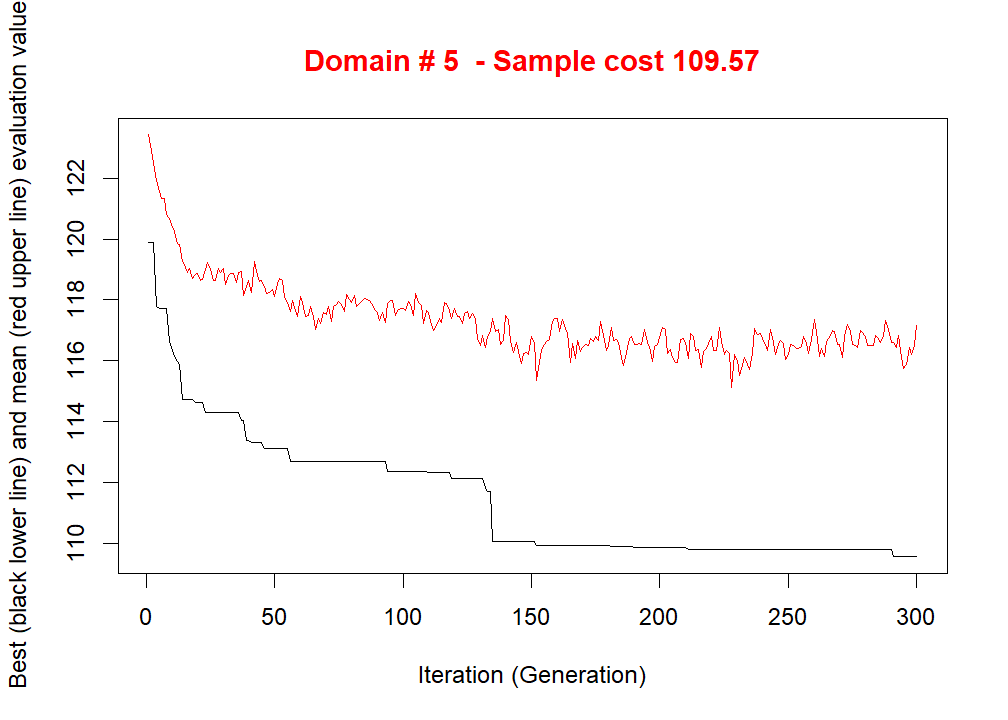 Domain # 5  - Sample cost 109.57
Best (black lower line) and mean (red upper line) evaluation value
122
120
118
116
114
112
110
0 50 100 150 200 250 300
Iteration (Generation)